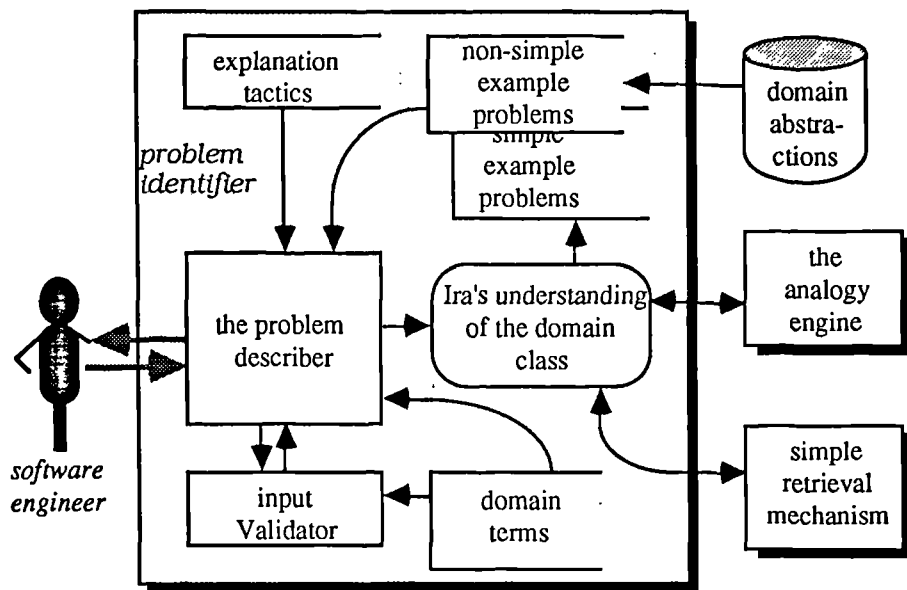 explanation
tactics
non-simple
example
problems
simple
example
problems
domain
abstra-
ctions
problem
identifier
the problem
describer
Ira's understanding
of the domain
class
the
analogy
engine
software
engineer
input
Validator
domain
terms
simple
retrieval
mechanism